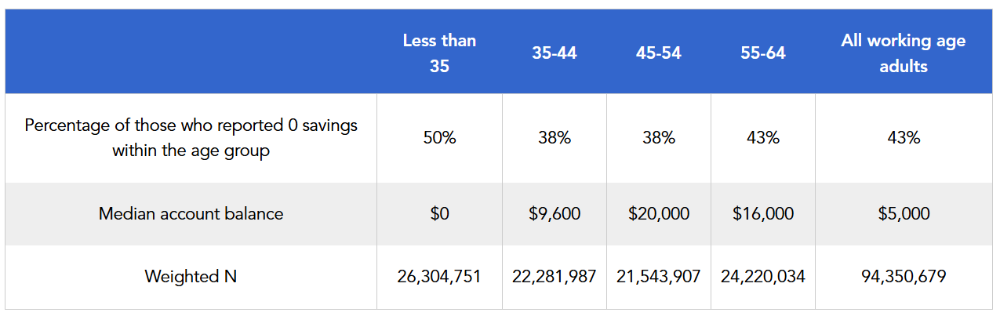 Less than
35
35-44
45-54
55-64
All working age
adults
Percentage of those who reported 0 savings
within the age group
50%
38%
38%
43%
43%
Median account balance
$0
$9,600
$20,000
$16,000
$5,000
Weighted N
26,304,751
22,281,987
21,543,907
24,220,034
94,350,679